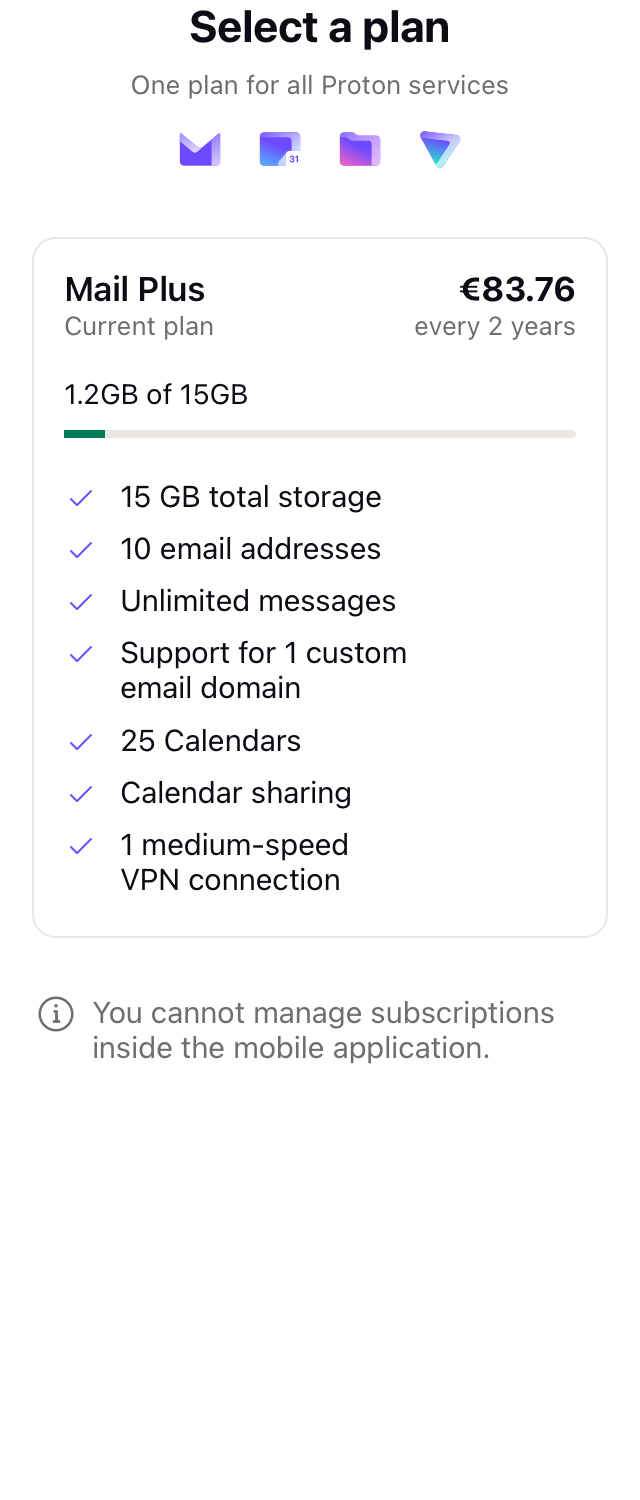 Select a plan
One plan for all Proton services
31
Mail Plus
€83.76
Current plan
every 2 years
1.2GB of 15GB
15 GB total storage
10 email addresses
Unlimited messages
Support for 1 custom
email domain
25 Calendars
Calendar sharing
1 medium-speed
VPN connection
You cannot manage subscriptions
inside the mobile application.